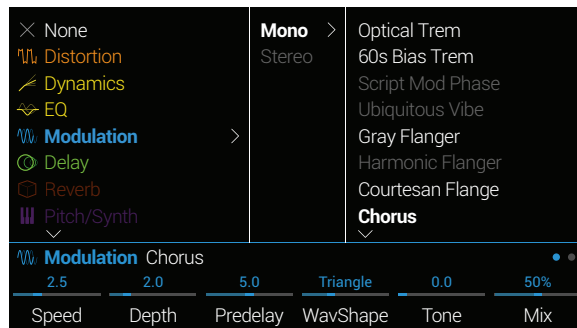 None
Distortion
Dynamics
EQ
Modulation
Delay
Reverb
Pitch/Synth
Mono
Stereo
Optical Trem
60s Bias Trem
Script Mod Phase
Ubiquitous Vibe
Gray Flanger
Harmonic Flanger
Courtesan Flange
Chorus
Modulation Chorus
2.5 2.0 5.0 Triangle 0.0 50%
Speed Depth Predelay WavShape Tone Mix